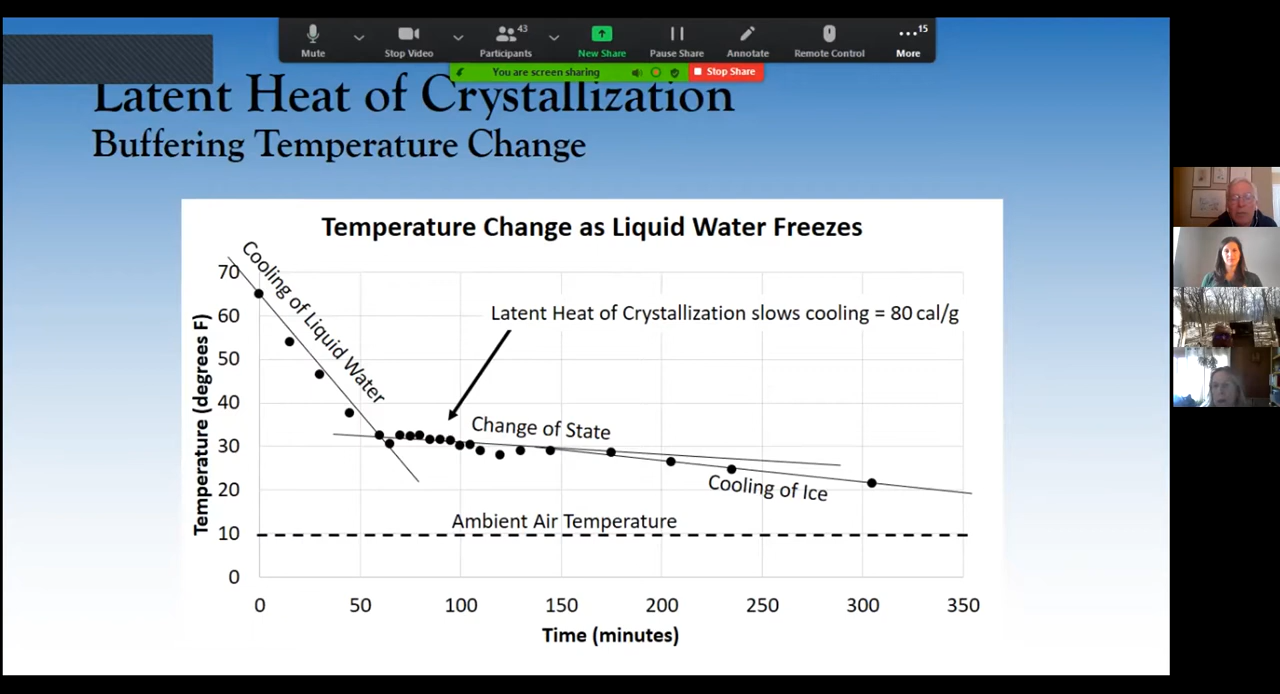 43
15
Mute
Stop Video
Participants
New Share
Pause Share
Annotate
Remote Control
More
You are screen sharing
Stop Share
Latent Heat of Crystallization
Buffering Temperature Change
Temperature Change as Liquid Water Freezes
Cooling of Liquid Water
Latent Heat of Crystallization slows cooling = 80 cal/g
Change of State
Cooling of Ice
Ambient Air Temperature
Temperature (degrees F)
70
60
50
40
30
20
10
0
0 50 100 150 200 250 300 350
Time (minutes)